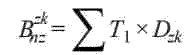 B_{nz}^{zk} = ∑ T_1 × D_{zk}